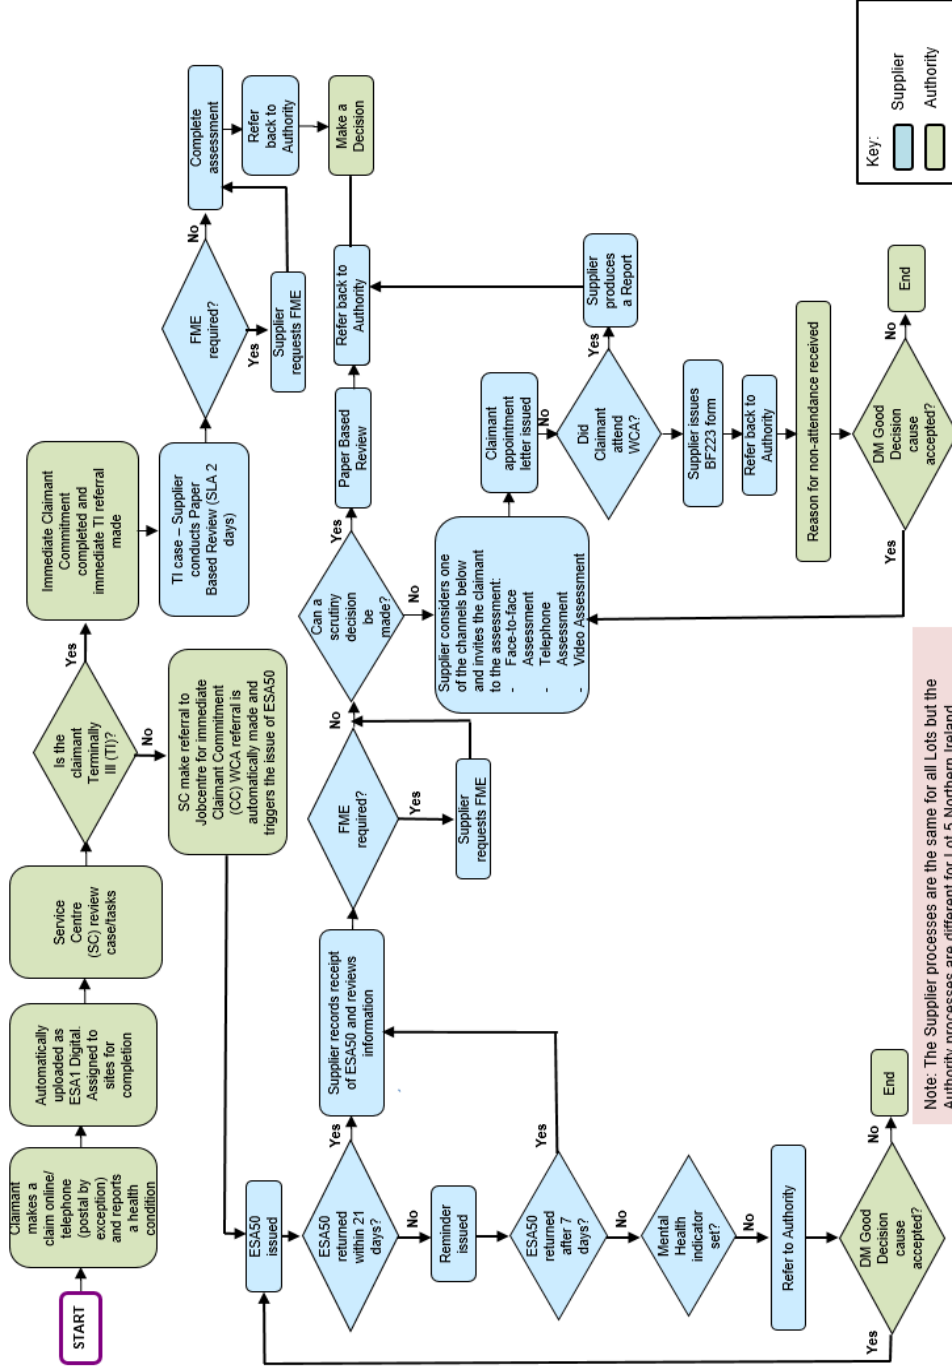 START
Claimant
makes a
claim online/
telephone
(postal by
exception)
and reports
a health
condition
Automatically
uploaded as
ESA1 Digital.
Assigned to
sites for
completion
Service
Centre
(SC) review
case/tasks
Is the
claimant
Terminally
Ill (TI)?
Yes
No
Immediate Claimant
Commitment
completed and
immediate TI referral
made
TI case – Supplier
conducts Paper
Based Review (SLA 2
days)
FME
required?
No
Yes
Supplier
requests FME
Complete
assessment
Refer
back to
Authority
Make a
Decision
SC make referral to
Jobcentre for immediate
Claimant Commitment
(CC) WCA referral is
automatically made and
triggers the issue of ESA50
ESA50
issued
ESA50
returned
within 21
days?
Yes
No
Supplier records receipt
of ESA50 and reviews
information
Reminder
issued
ESA50
returned
after 7
days?
Yes
No
Mental
Health
indicator
set?
No
Refer to Authority
DM Good
Decision
cause
accepted?
Yes
No
End
FME
required?
No
Yes
Supplier
requests FME
Can a
scrutiny
decision
be
made?
Yes
No
Paper Based
Review
Refer back to
Authority
Supplier considers one
of the channels below
and invites the claimant
to the assessment:
- Face-to-face
Assessment
- Telephone
Assessment
- Video Assessment
Claimant
appointment
letter issued
No
Did
Claimant
attend
WCA?
Yes
Supplier
produces
a Report
Supplier issues
BF223 form
Refer back to
Authority
Reason for non-attendance received
DM Good
Decision
cause
accepted?
Yes
No
End
Key:
Supplier
Authority
Note: The Supplier processes are the same for all Lots but the
Authority processes are different for Lot 5 Northern Ireland